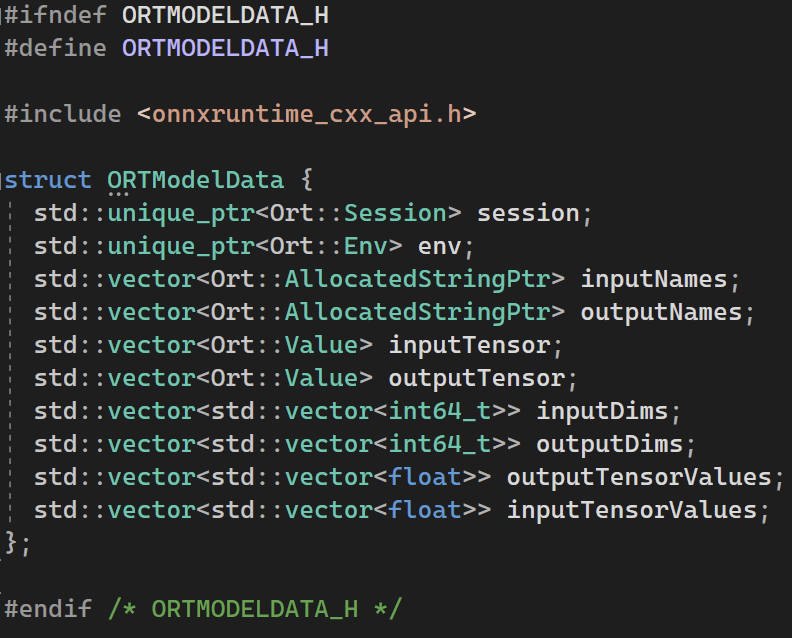 #ifndef ORTMODELDATA_H
#define ORTMODELDATA_H

#include <onnxruntime_cxx_api.h>

struct ORTModelData {
  std::unique_ptr<Ort::Session> session;
  std::unique_ptr<Ort::Env> env;
  std::vector<Ort::AllocatedStringPtr> inputNames;
  std::vector<Ort::AllocatedStringPtr> outputNames;
  std::vector<Ort::Value> inputTensor;
  std::vector<Ort::Value> outputTensor;
  std::vector<std::vector<int64_t>> inputDims;
  std::vector<std::vector<int64_t>> outputDims;
  std::vector<std::vector<float>> outputTensorValues;
  std::vector<std::vector<float>> inputTensorValues;
};

#endif /* ORTMODELDATA_H */